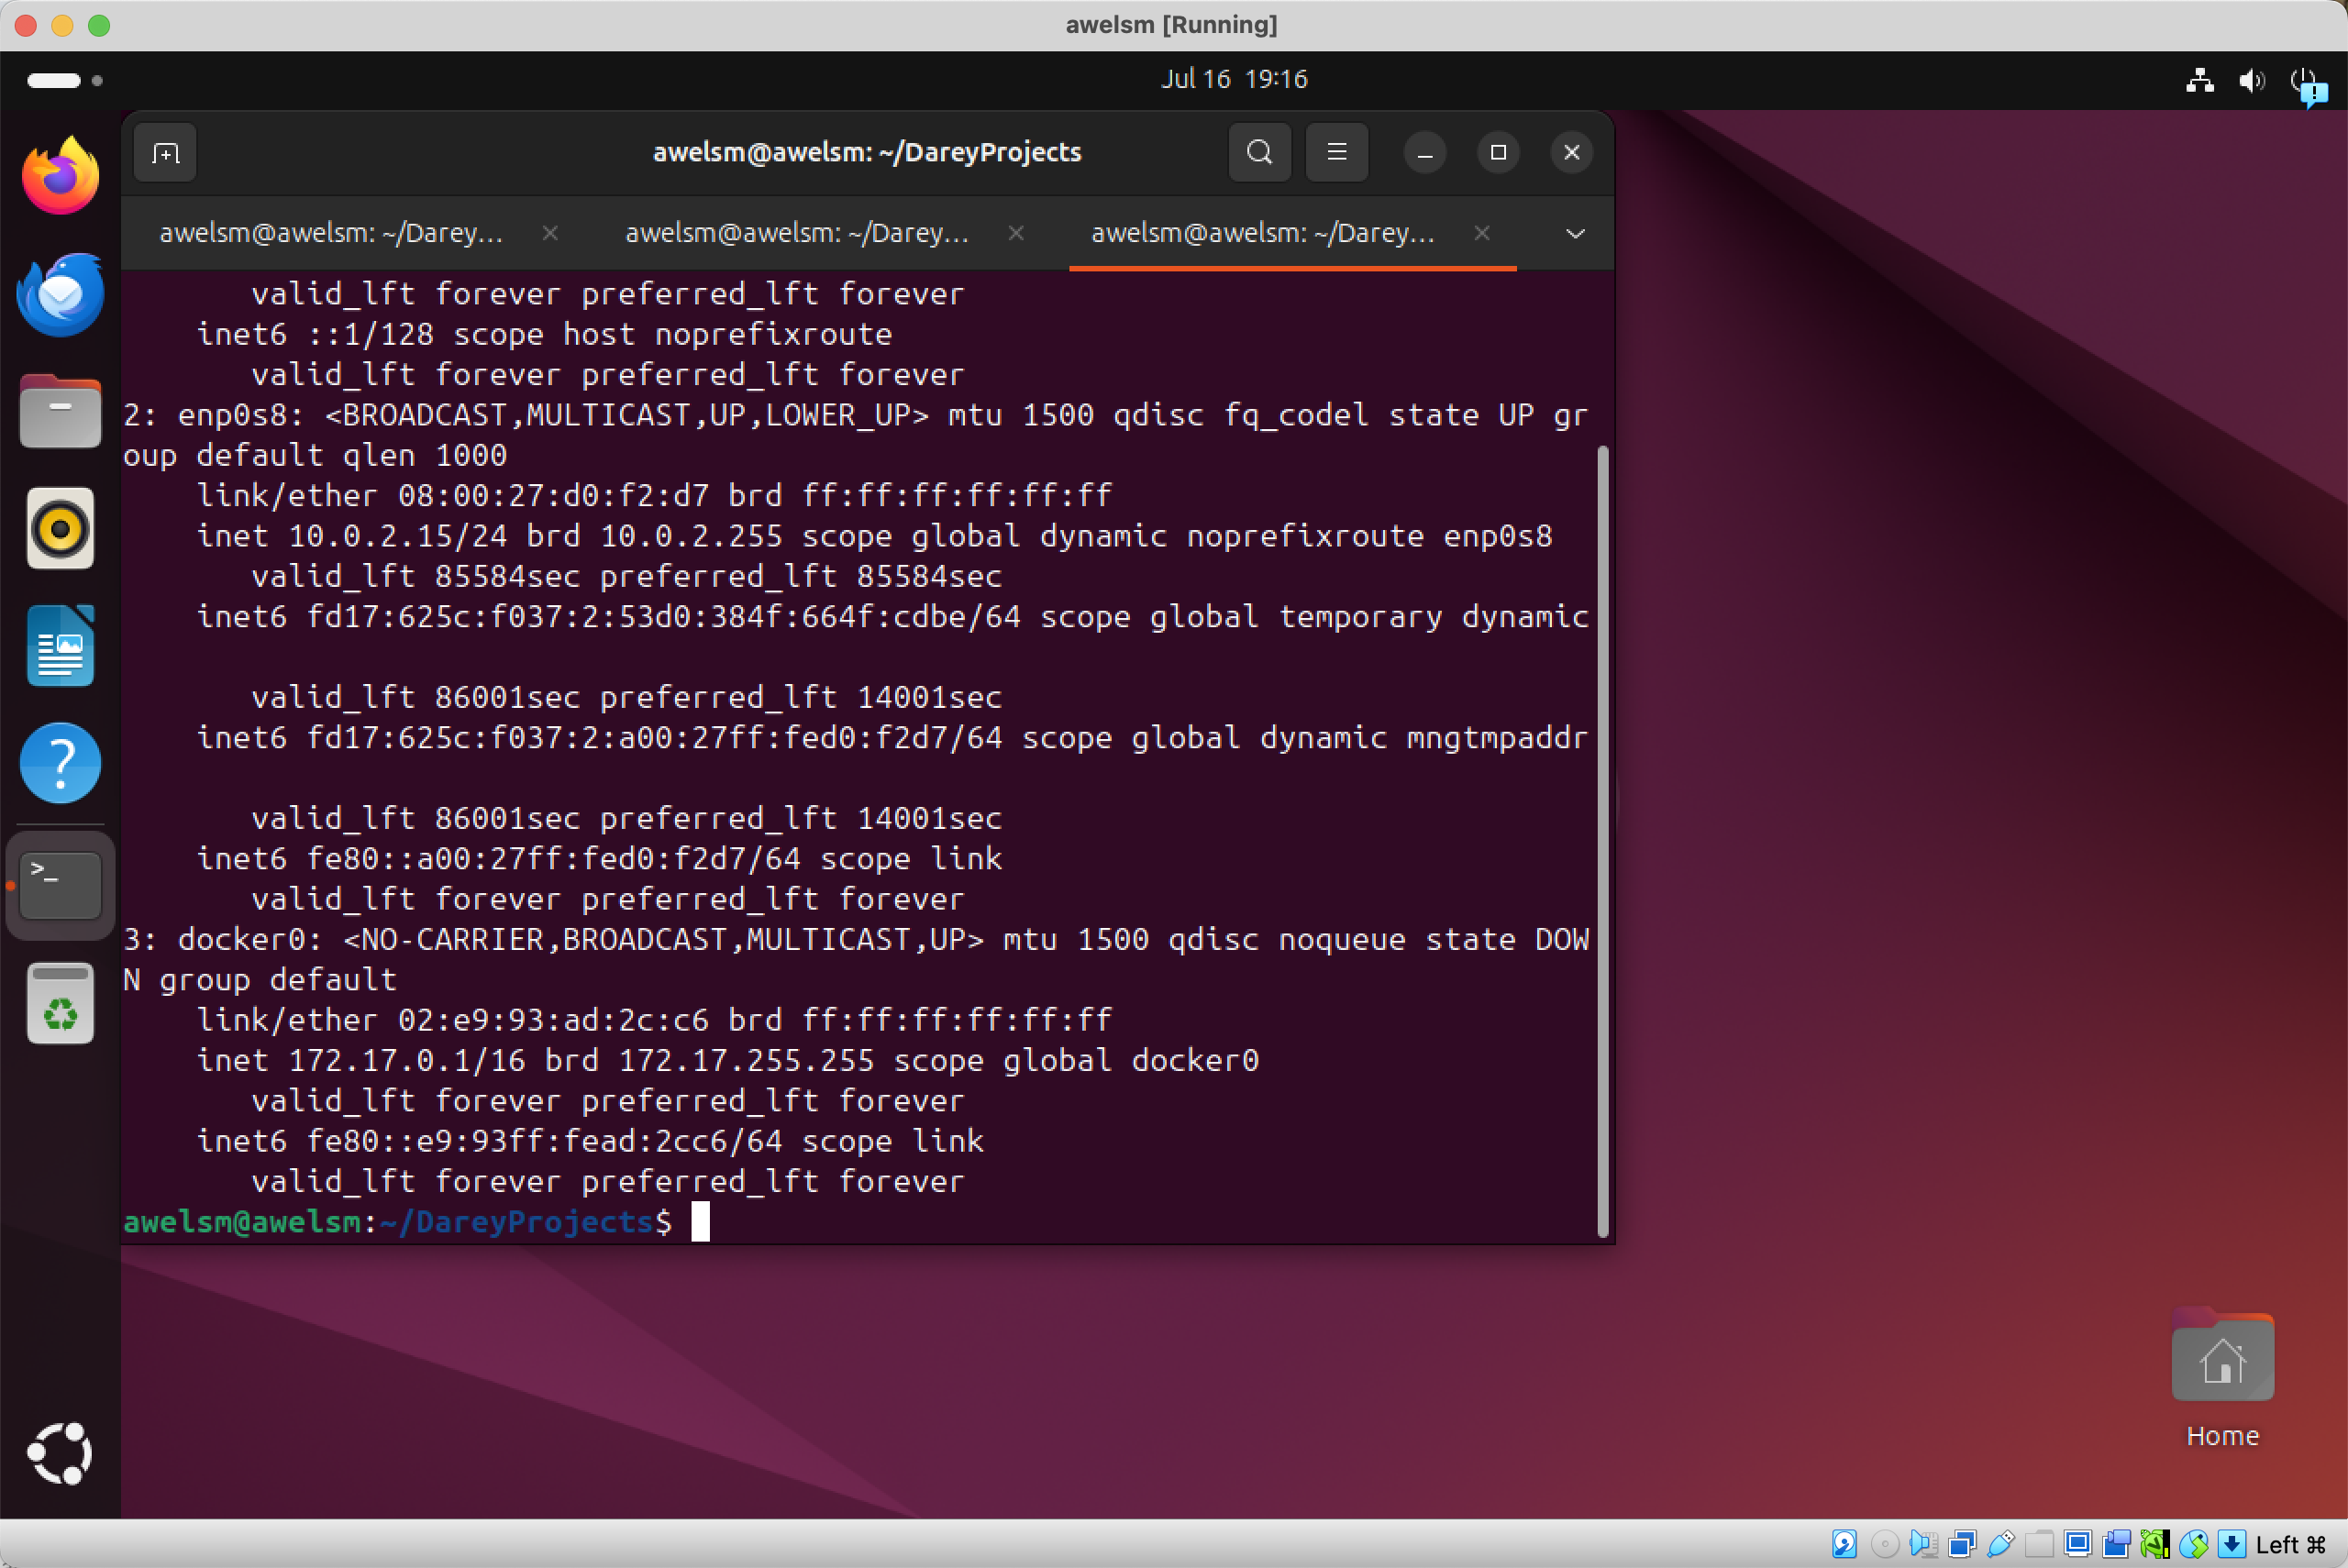 awelsm [Running]
Jul 16 19:16
awelsm@awelsm: ~/DareyProjects
awelsm@awelsm: ~/Darey... awelsm@awelsm: ~/Darey... awelsm@awelsm: ~/Darey...
valid_lft forever preferred_lft forever
inet6 ::1/128 scope host noprefixroute
valid_lft forever preferred_lft forever
2: enp0s8: <BROADCAST,MULTICAST,UP,LOWER_UP> mtu 1500 qdisc fq_codel state UP gr
oup default qlen 1000
link/ether 08:00:27:d0:f2:d7 brd ff:ff:ff:ff:ff:ff
inet 10.0.2.15/24 brd 10.0.2.255 scope global dynamic noprefixroute enp0s8
valid_lft 85584sec preferred_lft 85584sec
inet6 fd17:625c:f037:2:53d0:384f:664f:cdbe/64 scope global temporary dynamic
valid_lft 86001sec preferred_lft 14001sec
inet6 fd17:625c:f037:2:a00:27ff:fed0:f2d7/64 scope global dynamic mngtmpaddr
valid_lft 86001sec preferred_lft 14001sec
inet6 fe80::a00:27ff:fed0:f2d7/64 scope link
valid_lft forever preferred_lft forever
3: docker0: <NO-CARRIER,BROADCAST,MULTICAST,UP> mtu 1500 qdisc noqueue state DOW
N group default
link/ether 02:e9:93:ad:2c:c6 brd ff:ff:ff:ff:ff:ff
inet 172.17.0.1/16 brd 172.17.255.255 scope global docker0
valid_lft forever preferred_lft forever
inet6 fe80::e9:93ff:fead:2cc6/64 scope link
valid_lft forever preferred_lft forever
awelsm@awelsm:~/DareyProjects$
Home
Left ⌘